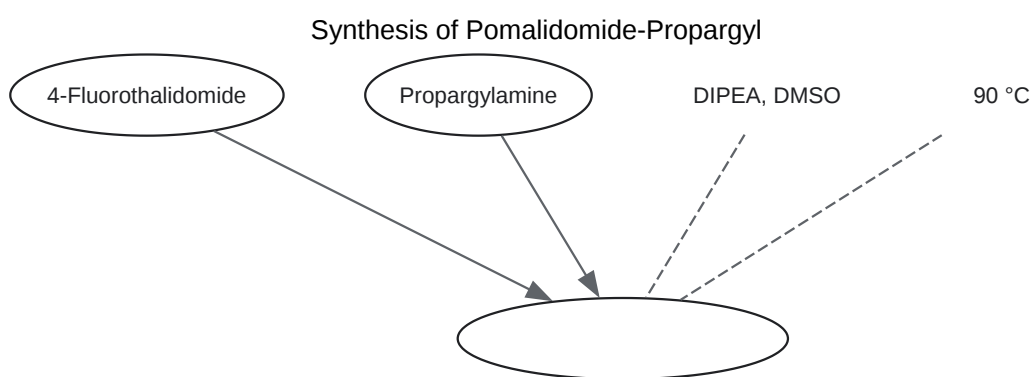 Synthesis of Pomalidomide-Propargyl
4-Fluorothalidomide
Propargylamine
DIPEA, DMSO
90 °C